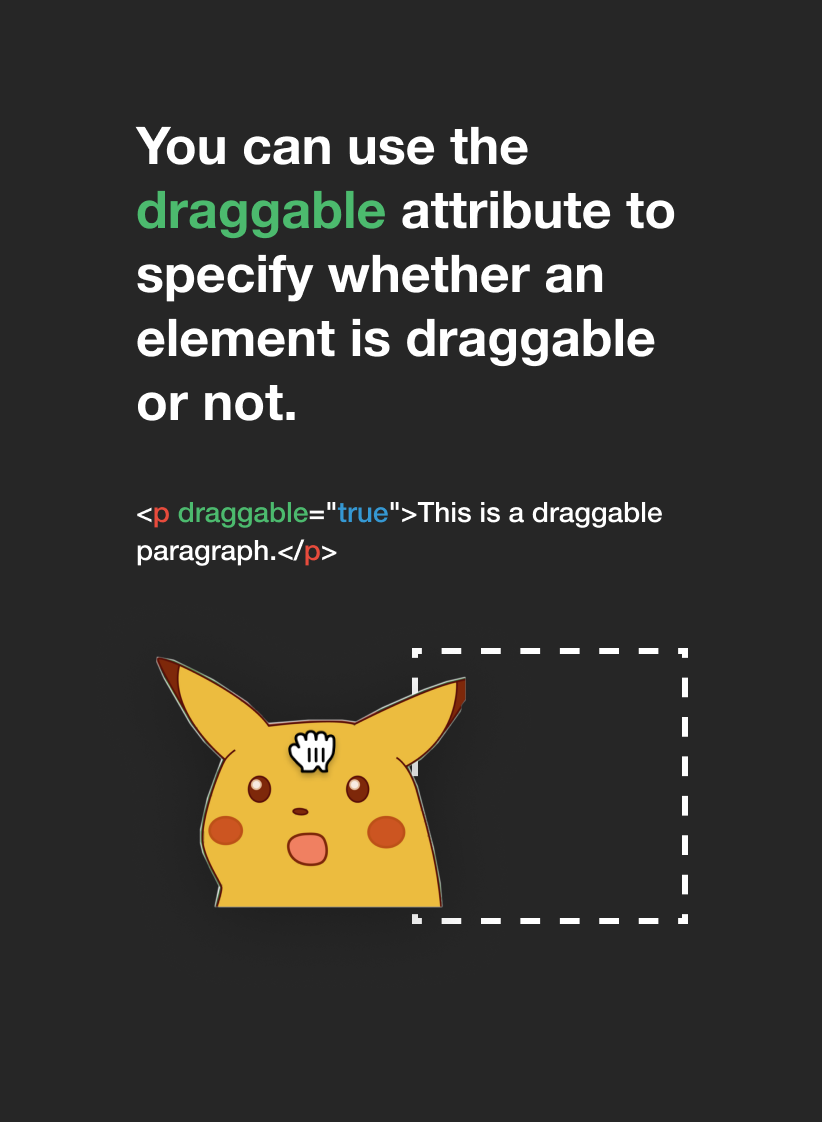 You can use the
draggable attribute to
specify whether an
element is draggable
or not.
<p draggable="true">This is a draggable
paragraph.</p>